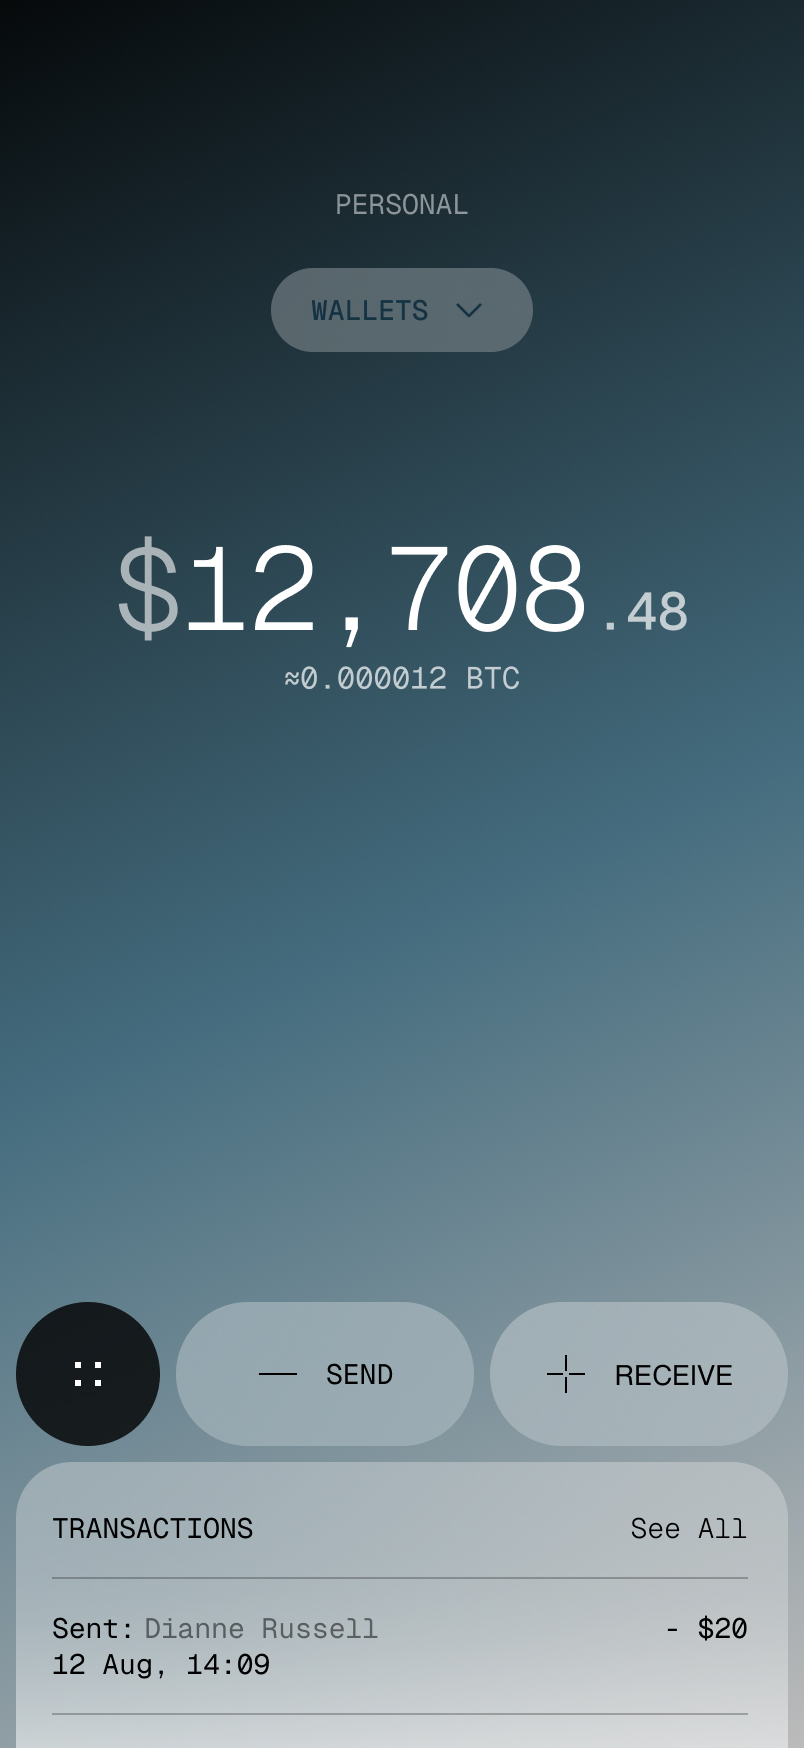 PERSONAL
WALLETS
$12,708.48
≈0.000012 BTC
SEND
RECEIVE
TRANSACTIONS
See All
Sent: Dianne Russell
- $20
12 Aug, 14:09